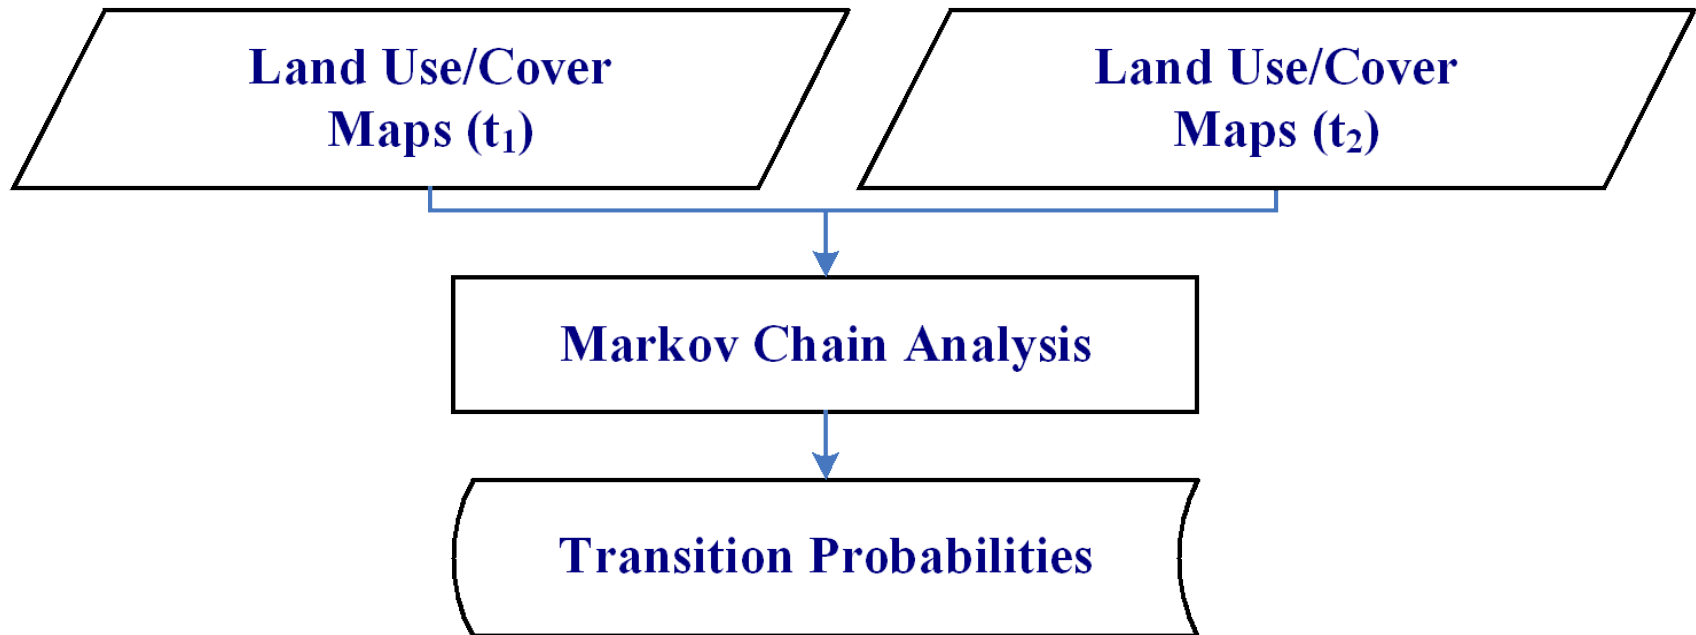 Land Use/Cover
Maps (t₁)
Land Use/Cover
Maps (t₂)
Markov Chain Analysis
Transition Probabilities